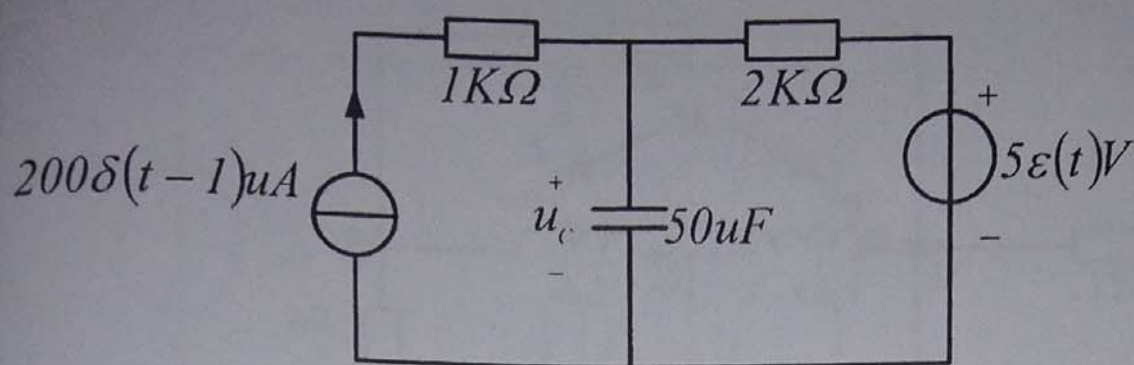 1KΩ 2KΩ
+
200δ(t-1)uA
5ε(t)V
+
u_c 50uF
-
-